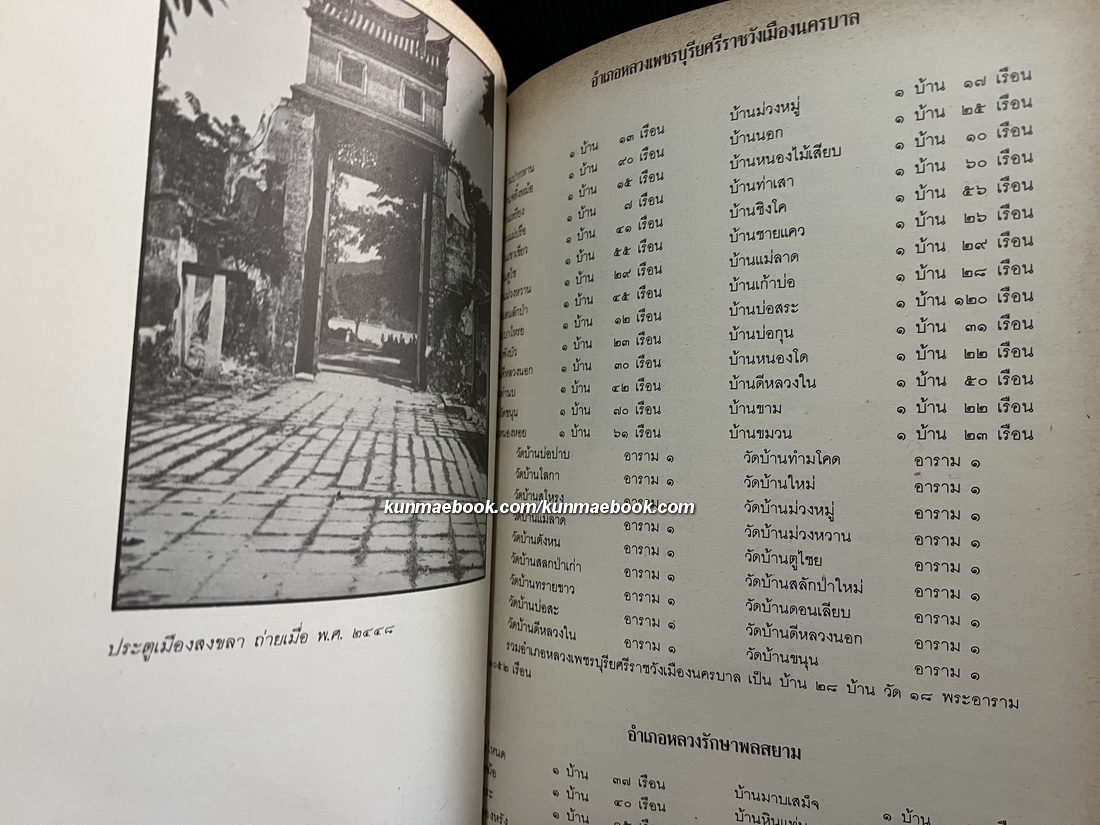 ประตูเมืองสงขลา ถ่ายเมื่อ พ.ศ. ๒๔๔๘
kunmaebook.com/kunmaebook.com
อำเภอหลวงเพชรบุรียศรีราชวังเมืองนครบาล
๑ บ้าน ๑๓ เรือน บ้านม่วงหมู่ ๑ บ้าน ๑๗ เรือน
๑ บ้าน ๙๐ เรือน บ้านนอก ๑ บ้าน ๒๕ เรือน
๑ บ้าน ๑๕ เรือน บ้านหนองไม้เสียบ ๑ บ้าน ๑๐ เรือน
๑ บ้าน ๗ เรือน บ้านท่าเสา ๑ บ้าน ๖๐ เรือน
๑ บ้าน ๔๑ เรือน บ้านชิงโค ๑ บ้าน ๕๖ เรือน
๑ บ้าน ๕๕ เรือน บ้านชายแคว ๑ บ้าน ๒๖ เรือน
๑ บ้าน ๒๙ เรือน บ้านแม่ลาด ๑ บ้าน ๒๙ เรือน
๑ บ้าน ๔๕ เรือน บ้านเก้าบ่อ ๑ บ้าน ๒๘ เรือน
๑ บ้าน ๑๒ เรือน บ้านบ่อสระ ๑ บ้าน ๑๒๐ เรือน
๑ บ้าน ๒๓ เรือน บ้านบ่อกุน ๑ บ้าน ๓๑ เรือน
๑ บ้าน ๓๐ เรือน บ้านหนองโด ๑ บ้าน ๒๒ เรือน
๑ บ้าน ๔๒ เรือน บ้านดีหลวงใน ๑ บ้าน ๕๐ เรือน
๑ บ้าน ๗๐ เรือน บ้านขาม ๑ บ้าน ๒๒ เรือน
๑ บ้าน ๖๑ เรือน บ้านขมวน ๑ บ้าน ๒๓ เรือน
วัดบ้านบ่อปาบ อาราม ๑ วัดบ้านทำมโคด อาราม ๑
วัดบ้านโลกา อาราม ๑ วัดบ้านใหม่ อาราม ๑
อาราม ๑ วัดบ้านม่วงหมู่ อาราม ๑
วัดบ้านแม่ลาด อาราม ๑ วัดบ้านม่วงหวาน อาราม ๑
วัดบ้านตังหน อาราม ๑ วัดบ้านตูไชย อาราม ๑
วัดบ้านสลกป่าเก่า อาราม ๑ วัดบ้านสลักป่าใหม่ อาราม ๑
วัดบ้านทรายขาว อาราม ๑ วัดบ้านดอนเลียบ อาราม ๑
วัดบ้านบ่อสะ อาราม ๑ วัดบ้านดีหลวงนอก อาราม ๑
วัดบ้านดีหลวงใน อาราม ๑ วัดบ้านขนุน อาราม ๑
รวมอำเภอหลวงเพชรบุรียศรีราชวังเมืองนครบาล เป็น บ้าน ๒๘ บ้าน วัด ๑๘ พระอาราม
๑๐๕๒ เรือน
อำเภอหลวงรักษาพลสยาม
๑ บ้าน ๓๗ เรือน บ้านมาบเสม็จ
๑ บ้าน ๔๐ เรือน ๑ บ้าน